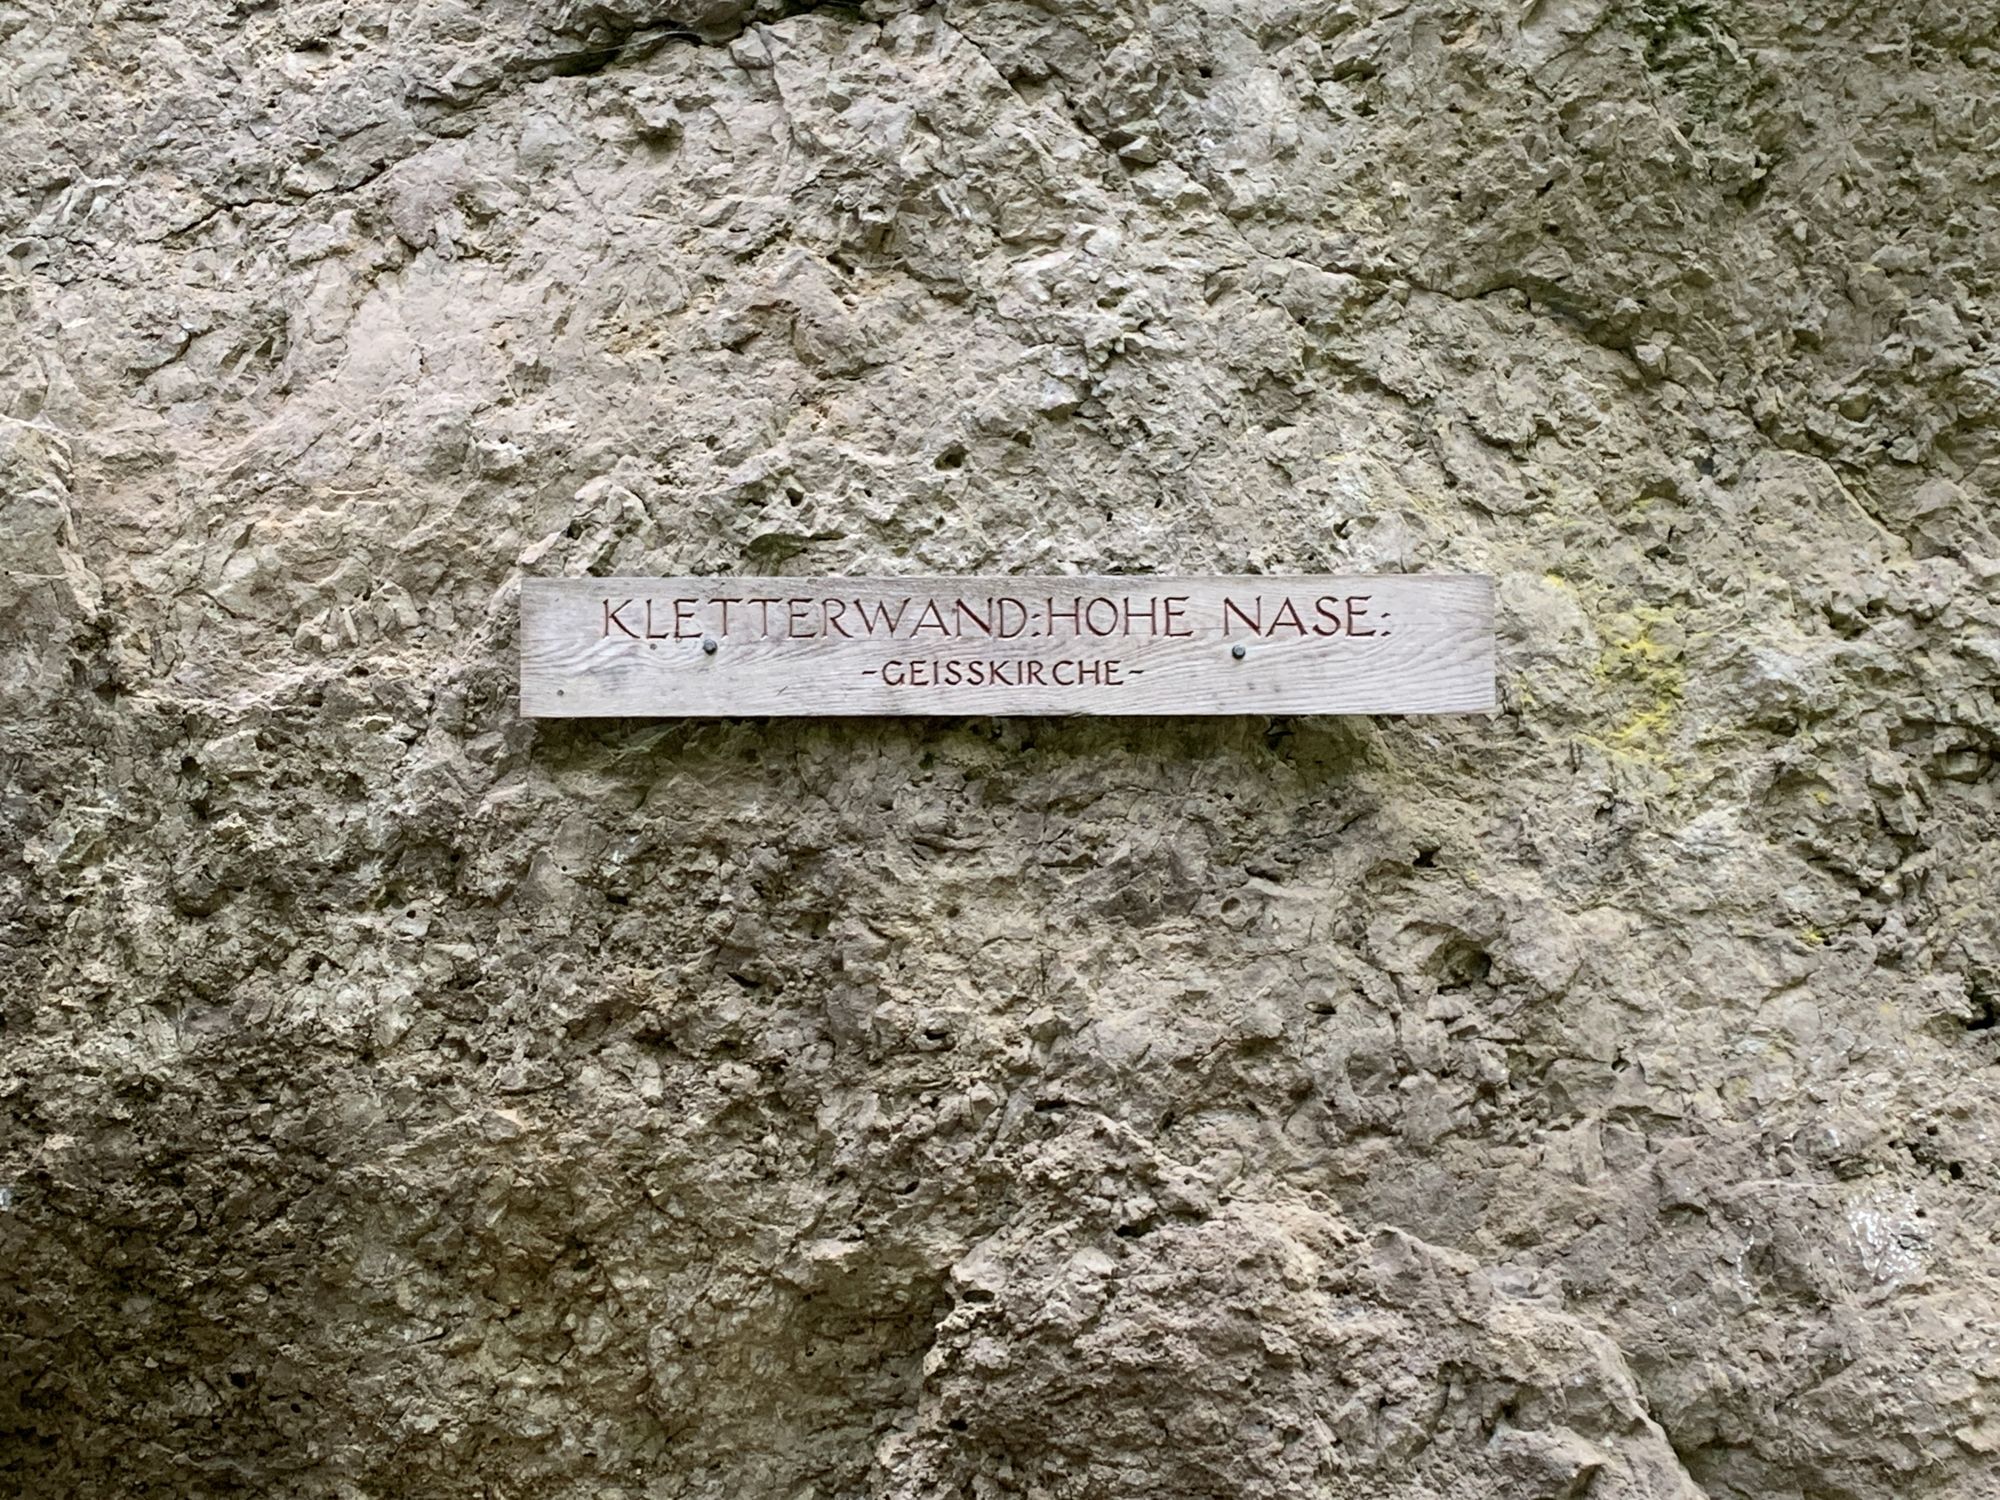 KLETTERWAND:HOHE NASE:
-GEISSKIRCHE-